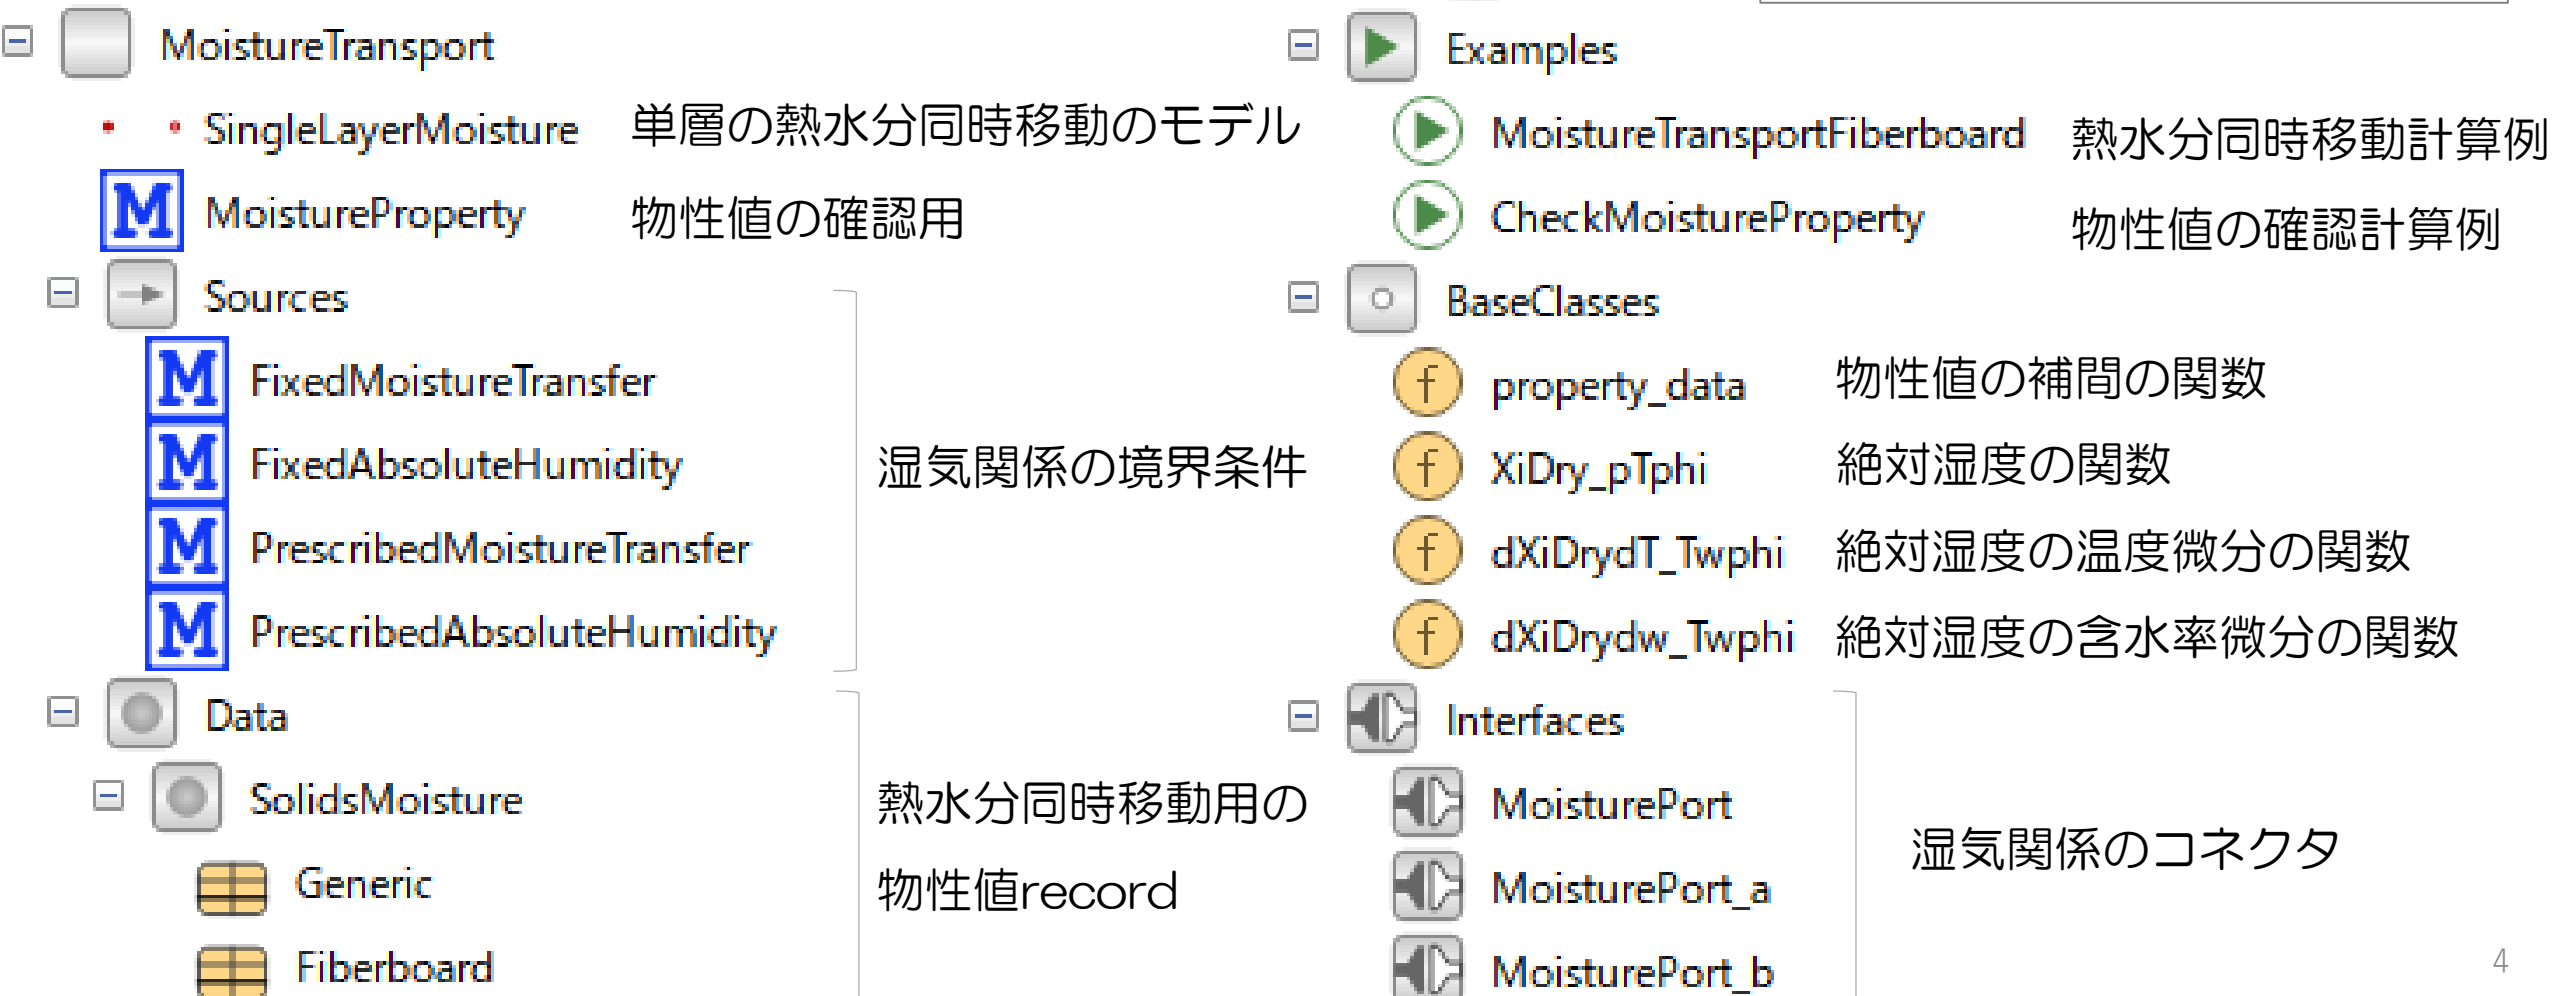 MoistureTransport
SingleLayerMoisture 単層の熱水分同時移動のモデル
M MoistureProperty 物性値の確認用
Sources
M FixedMoistureTransfer
M FixedAbsoluteHumidity
M PrescribedMoistureTransfer
M PrescribedAbsoluteHumidity
湿気関係の境界条件
Data
SolidsMoisture
Generic
Fiberboard
熱水分同時移動用の
物性値record
Examples
MoistureTransportFiberboard 熱水分同時移動計算例
CheckMoistureProperty 物性値の確認計算例
BaseClasses
f property_data 物性値の補間の関数
f XiDry_pTphi 絶対湿度の関数
f dXiDrydT_Twphi 絶対湿度の温度微分の関数
f dXiDrydw_Twphi 絶対湿度の含水率微分の関数
Interfaces
MoisturePort
MoisturePort_a
MoisturePort_b
湿気関係のコネクタ
4